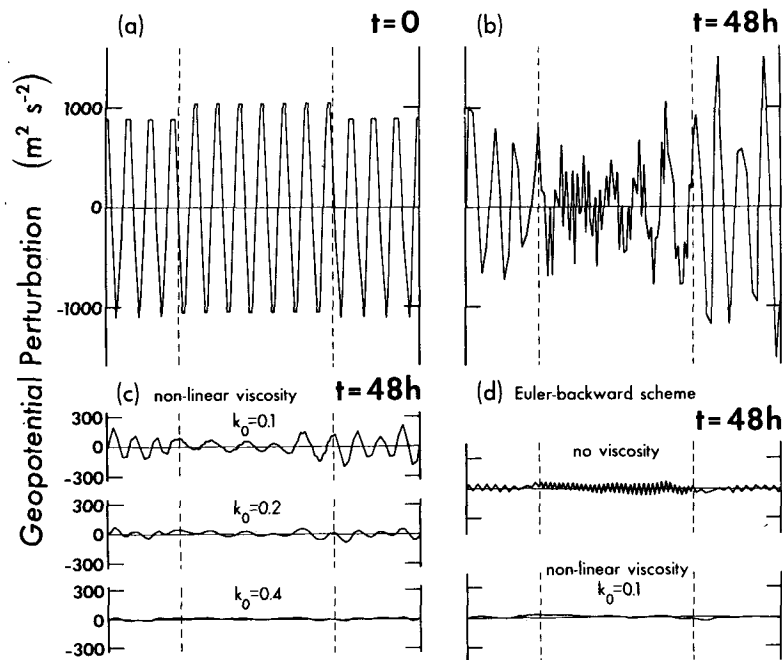 (a) t=0
(b) t=48h
Geopotential Perturbation (m² s⁻²)
1000
0
-1000
(c) non-linear viscosity t=48h
300
0
-300
k₀=0.1
300
0
-300
k₀=0.2
300
0
-300
k₀=0.4
(d) Euler-backward scheme
t=48h
no viscosity
non-linear viscosity
k₀=0.1